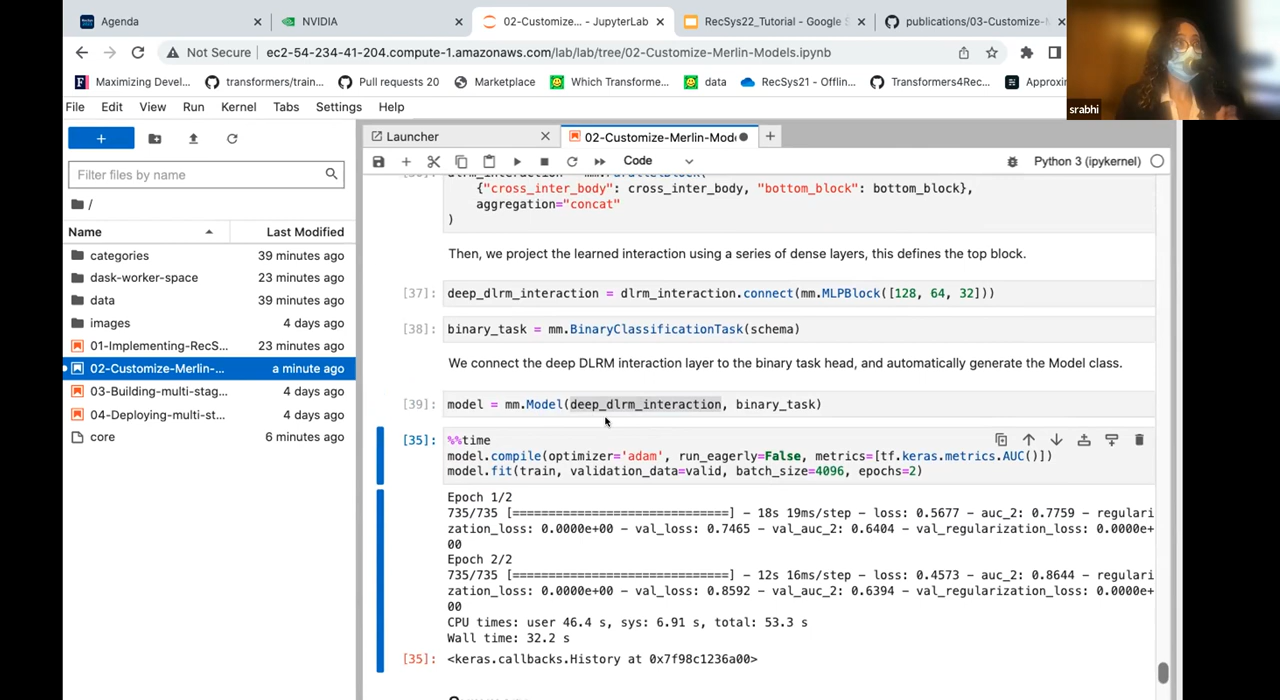 Agenda
NVIDIA
02-Customize... - JupyterLab
RecSys22_Tutorial - Google S
publications/03-Customize-M
Not Secure
ec2-54-234-41-204.compute-1.amazonaws.com/lab/lab/tree/02-Customize-Merlin-Models.ipynb
Maximizing Devel...
transformers/train...
Pull requests 20
Marketplace
Which Transforme...
data
RecSys21 - Offlin...
Transformers4Rec...
Approxin
srabhi
File Edit View Run Kernel Tabs Settings Help
Launcher
02-Customize-Merlin-Mode
Code
Python 3 (ipykernel)
Filter files by name
/
Name
Last Modified
categories 39 minutes ago
dask-worker-space 23 minutes ago
data 39 minutes ago
images 4 days ago
01-Implementing-RecS... 23 minutes ago
02-Customize-Merlin-... a minute ago
03-Building-multi-stag... 4 days ago
04-Deploying-multi-st... 4 days ago
core 6 minutes ago
{"cross_inter_body": cross_inter_body, "bottom_block": bottom_block},
aggregation="concat"
)
Then, we project the learned interaction using a series of dense layers, this defines the top block.
[37]: deep_dlrm_interaction = dlrm_interaction.connect(mm.MLPBlock([128, 64, 32]))
[38]: binary_task = mm.BinaryClassificationTask(schema)
We connect the deep DLRM interaction layer to the binary task head, and automatically generate the Model class.
[39]: model = mm.Model(deep_dlrm_interaction, binary_task)
[35]: %%time
model.compile(optimizer='adam', run_eagerly=False, metrics=[tf.keras.metrics.AUC()])
model.fit(train, validation_data=valid, batch_size=4096, epochs=2)
Epoch 1/2
735/735 [==============================] - 18s 19ms/step - loss: 0.5677 - auc_2: 0.7759 - regulari
zation_loss: 0.0000e+00 - val_loss: 0.7465 - val_auc_2: 0.6404 - val_regularization_loss: 0.0000e+
00
Epoch 2/2
735/735 [==============================] - 12s 16ms/step - loss: 0.4573 - auc_2: 0.8644 - regulari
zation_loss: 0.0000e+00 - val_loss: 0.8592 - val_auc_2: 0.6394 - val_regularization_loss: 0.0000e+
00
CPU times: user 46.4 s, sys: 6.91 s, total: 53.3 s
Wall time: 32.2 s
[35]: <keras.callbacks.History at 0x7f98c1236a00>